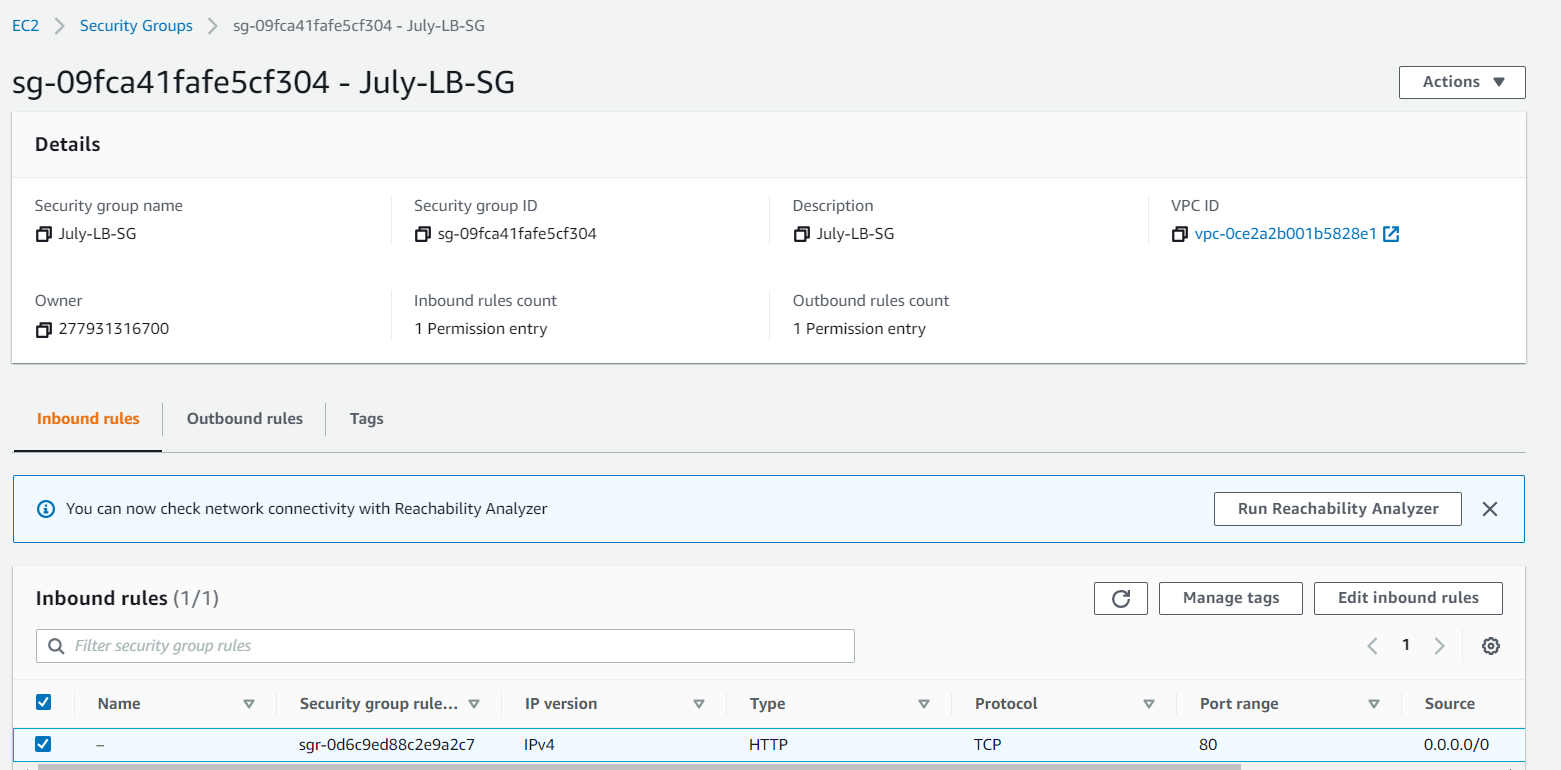 EC2 > Security Groups > sg-09fca41fafe5cf304 - July-LB-SG
sg-09fca41fafe5cf304 - July-LB-SG
Actions
Details
Security group name Security group ID Description VPC ID
July-LB-SG sg-09fca41fafe5cf304 July-LB-SG vpc-0ce2a2b001b5828e1
Owner Inbound rules count Outbound rules count
277931316700 1 Permission entry 1 Permission entry
Inbound rules Outbound rules Tags
You can now check network connectivity with Reachability Analyzer Run Reachability Analyzer
Inbound rules (1/1) Manage tags Edit inbound rules
Filter security group rules 1
Name Security group rule... IP version Type Protocol Port range Source
– sgr-0d6c9ed88c2e9a2c7 IPv4 HTTP TCP 80 0.0.0.0/0